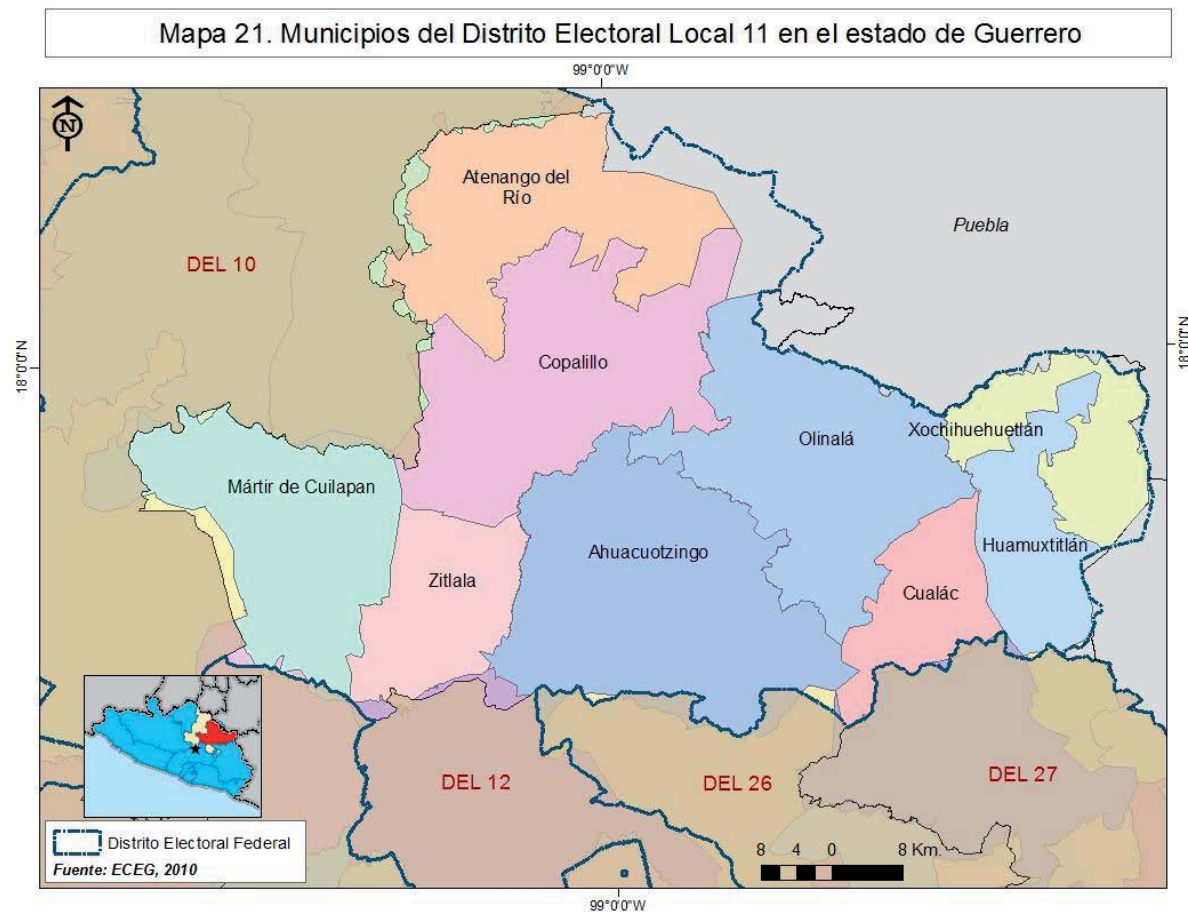 Mapa 21. Municipios del Distrito Electoral Local 11 en el estado de Guerrero
99°0'0"W
N
Atenango del
Río
Puebla
DEL 10
18°0'0"N
18°0'0"N
Copalillo
Olinalá
Xochihuehuetlán
Mártir de Cuilapan
Ahuacuotzingo
Huamuxtitlán
Zitlala
Cualác
DEL 12
DEL 26
DEL 27
Distrito Electoral Federal
Fuente: ECEG, 2010
8 4 0 8 Km.
99°0'0"W